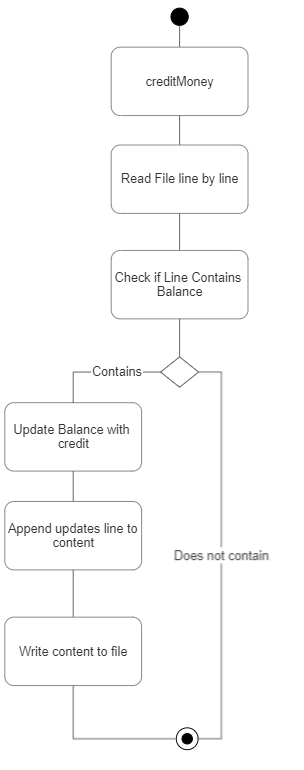 creditMoney
Read File line by line
Check if Line Contains
Balance
Contains
Update Balance with
credit
Append updates line to
content
Does not contain
Write content to file